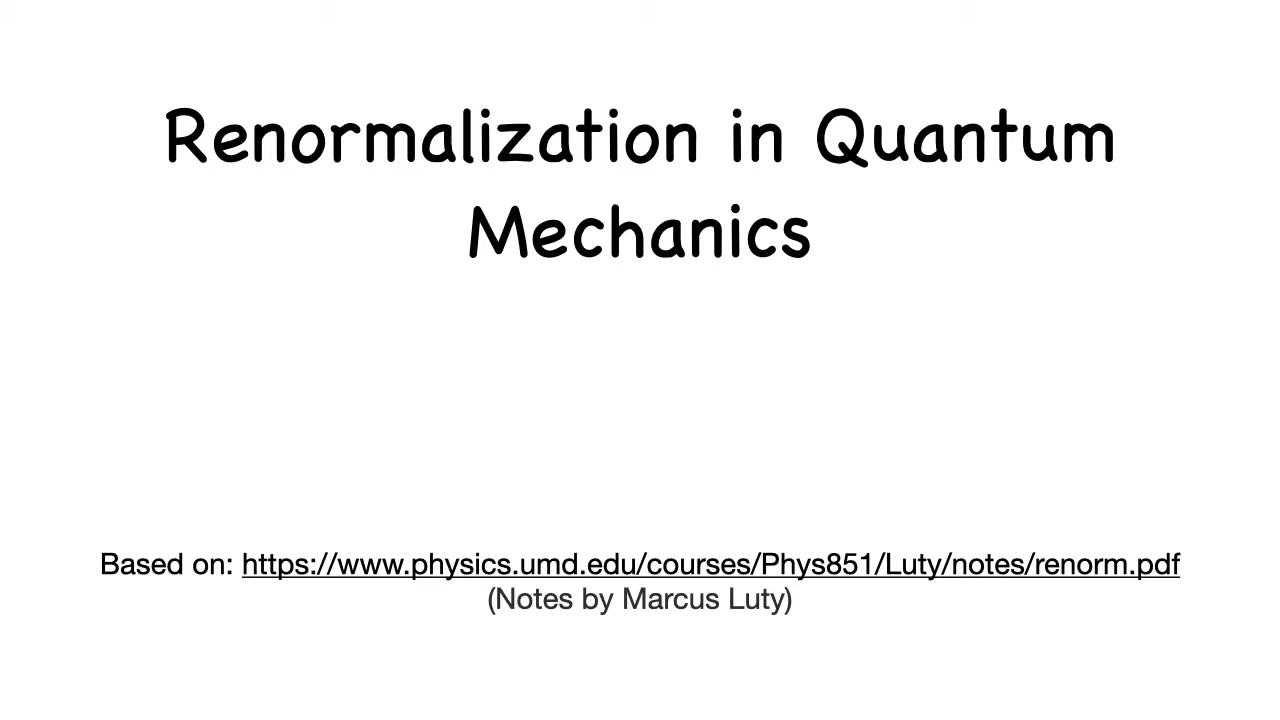 Renormalization in Quantum
Mechanics
Based on: https://www.physics.umd.edu/courses/Phys851/Luty/notes/renorm.pdf
(Notes by Marcus Luty)